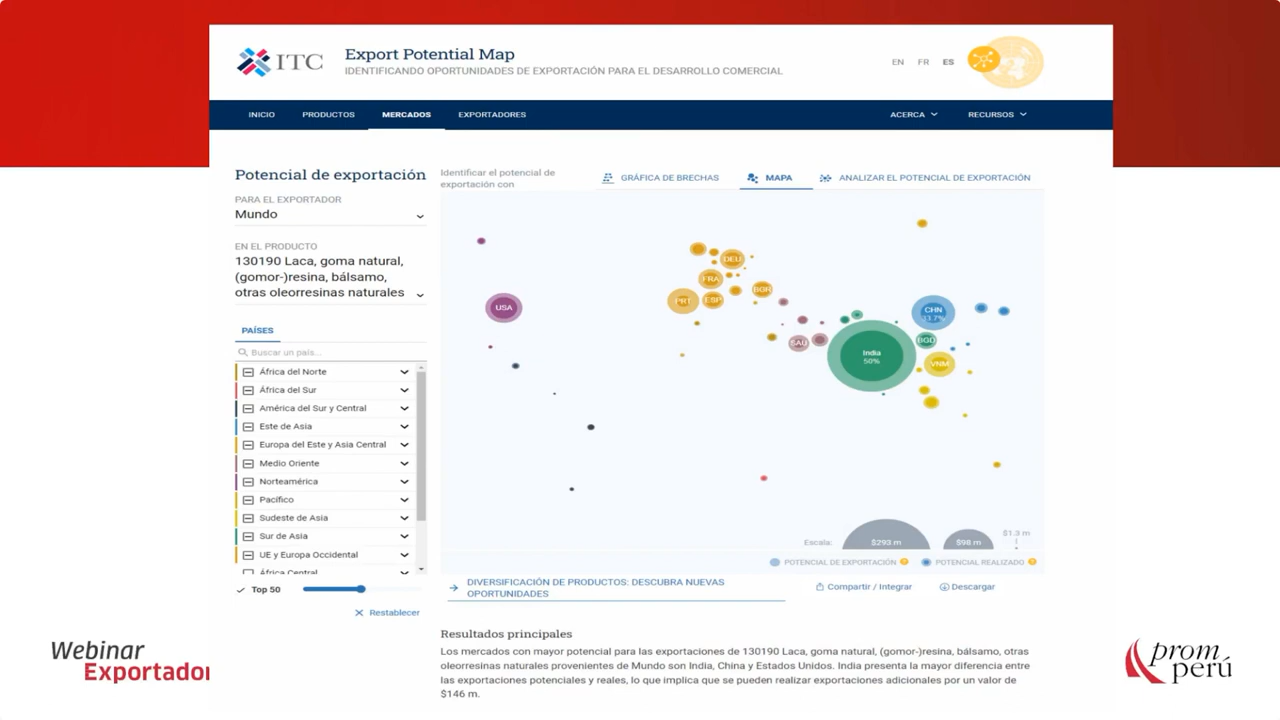 ITC
Export Potential Map
IDENTIFICANDO OPORTUNIDADES DE EXPORTACIÓN PARA EL DESARROLLO COMERCIAL
EN FR ES
INICIO PRODUCTOS MERCADOS EXPORTADORES ACERCA RECURSOS
Potencial de exportación
PARA EL EXPORTADOR
Mundo
EN EL PRODUCTO
130190 Laca, goma natural,
(gomor-)resina, bálsamo,
otras oleorresinas naturales
PAÍSES
Buscar un país...
África del Norte
África del Sur
América del Sur y Central
Este de Asia
Europa del Este y Asia Central
Medio Oriente
Norteamérica
Pacífico
Sudeste de Asia
Sur de Asia
UE y Europa Occidental
África Central
Top 50
Restablecer
Identificar el potencial de
exportación con
GRÁFICA DE BRECHAS MAPA ANALIZAR EL POTENCIAL DE EXPORTACIÓN
DEU
FRA
BGR
PRT
ESP
USA
CHN
13.7%
SAU
BGD
India
50%
VNM
Escala: $293 m $98 m $1.3 m
POTENCIAL DE EXPORTACIÓN POTENCIAL REALIZADO
DIVERSIFICACIÓN DE PRODUCTOS: DESCUBRA NUEVAS
OPORTUNIDADES
Compartir / Integrar Descargar
Resultados principales
Los mercados con mayor potencial para las exportaciones de 130190 Laca, goma natural, (gomor-)resina, bálsamo, otras
oleorresinas naturales provenientes de Mundo son India, China y Estados Unidos. India presenta la mayor diferencia entre
las exportaciones potenciales y reales, lo que implica que se pueden realizar exportaciones adicionales por un valor de
$146 m.
Webinar
Exportador
prom
perú